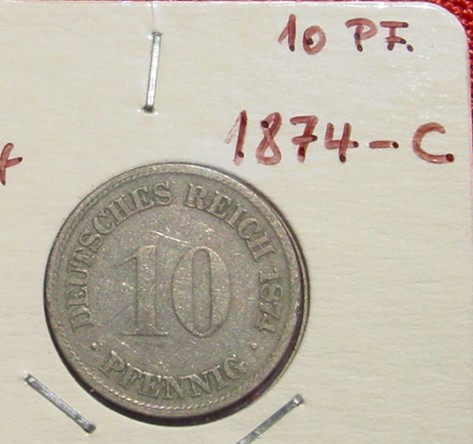 10 PF.
1874-C
DEUTSCHES REICH 1874
10
PFENNIG